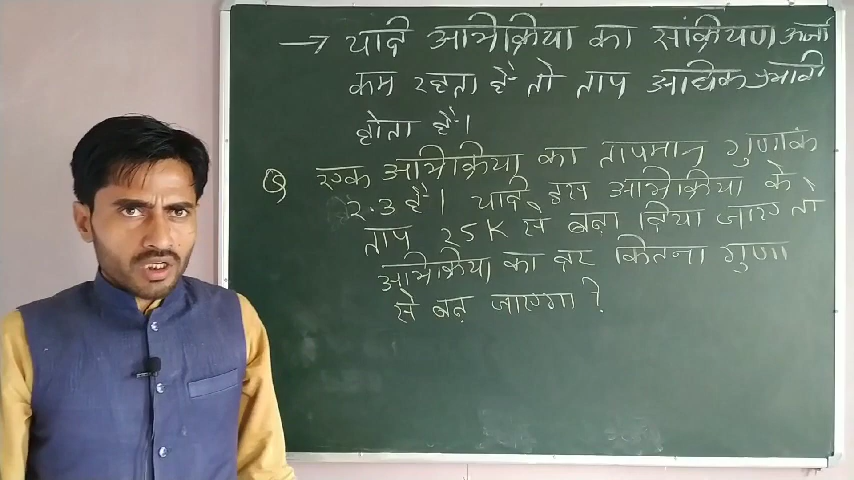 → यदि अभिक्रिया का सक्रियण ऊर्जा
कम रहता है तो ताप अधिक प्रभावी
होता है।
Q एक अभिक्रिया का तापमान गुणांक
2.3 है। यदि इस अभिक्रिया के
ताप 25K से बढ़ा दिया जाए तो
अभिक्रिया का दर कितना गुणा
से बढ़ जाएगा ?